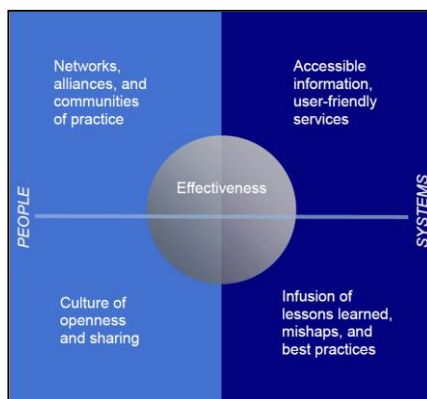 Networks,
alliances, and
communities
of practice
Accessible
information,
user-friendly
services
Effectiveness
PEOPLE
SYSTEMS
Culture of
openness
and sharing
Infusion of
lessons learned,
mishaps, and
best practices